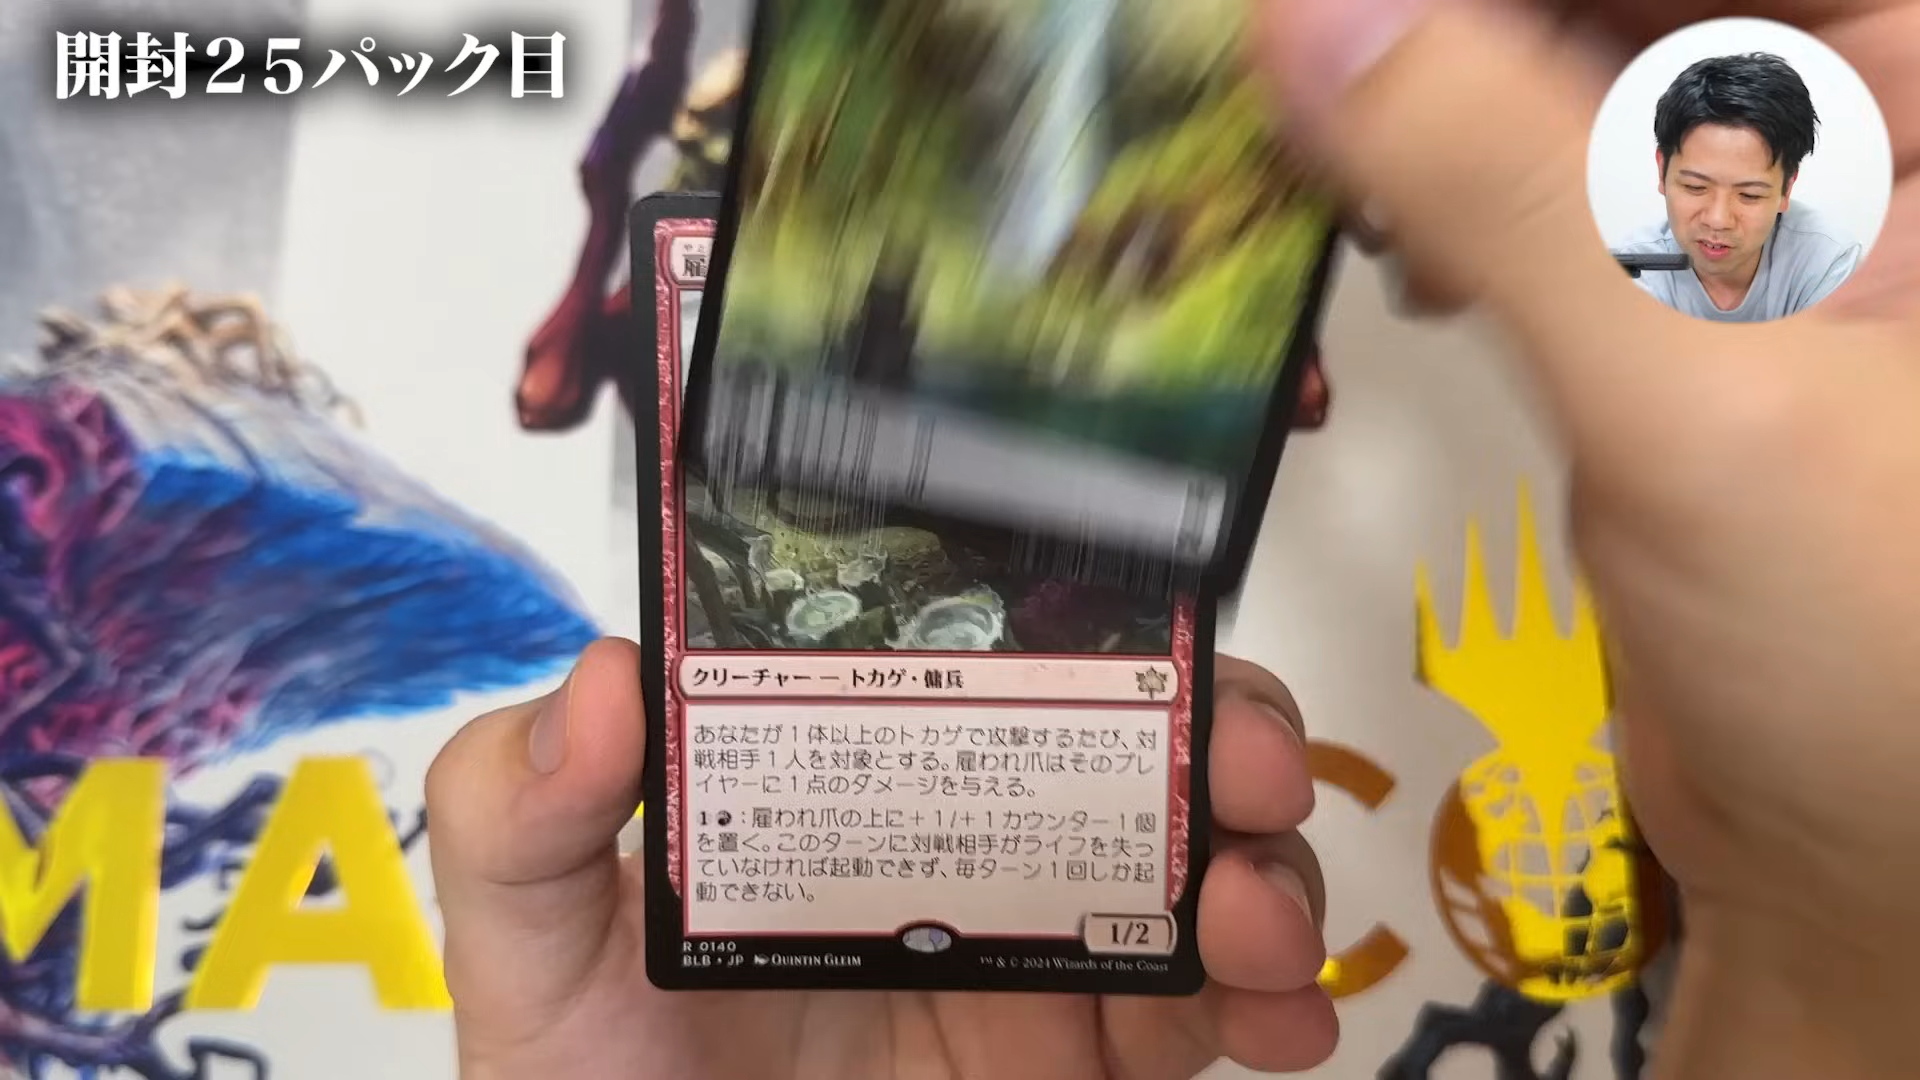 開封２５パック目
雇
クリーチャー ― トカゲ・傭兵
あなたが１体以上のトカゲで攻撃するたび、対
戦相手１人を対象とする。雇われ爪はそのプレ
イヤーに１点のダメージを与える。
1：雇われ爪の上に＋１/＋１カウンター１個
を置く。このターンに対戦相手がライフを失っ
ていなければ起動できず、毎ターン１回しか起
動できない。
1/2
R 0140
BLB • JP QUINTIN GLEIM
™ & © 2024 Wizards of the Coast
MA
C